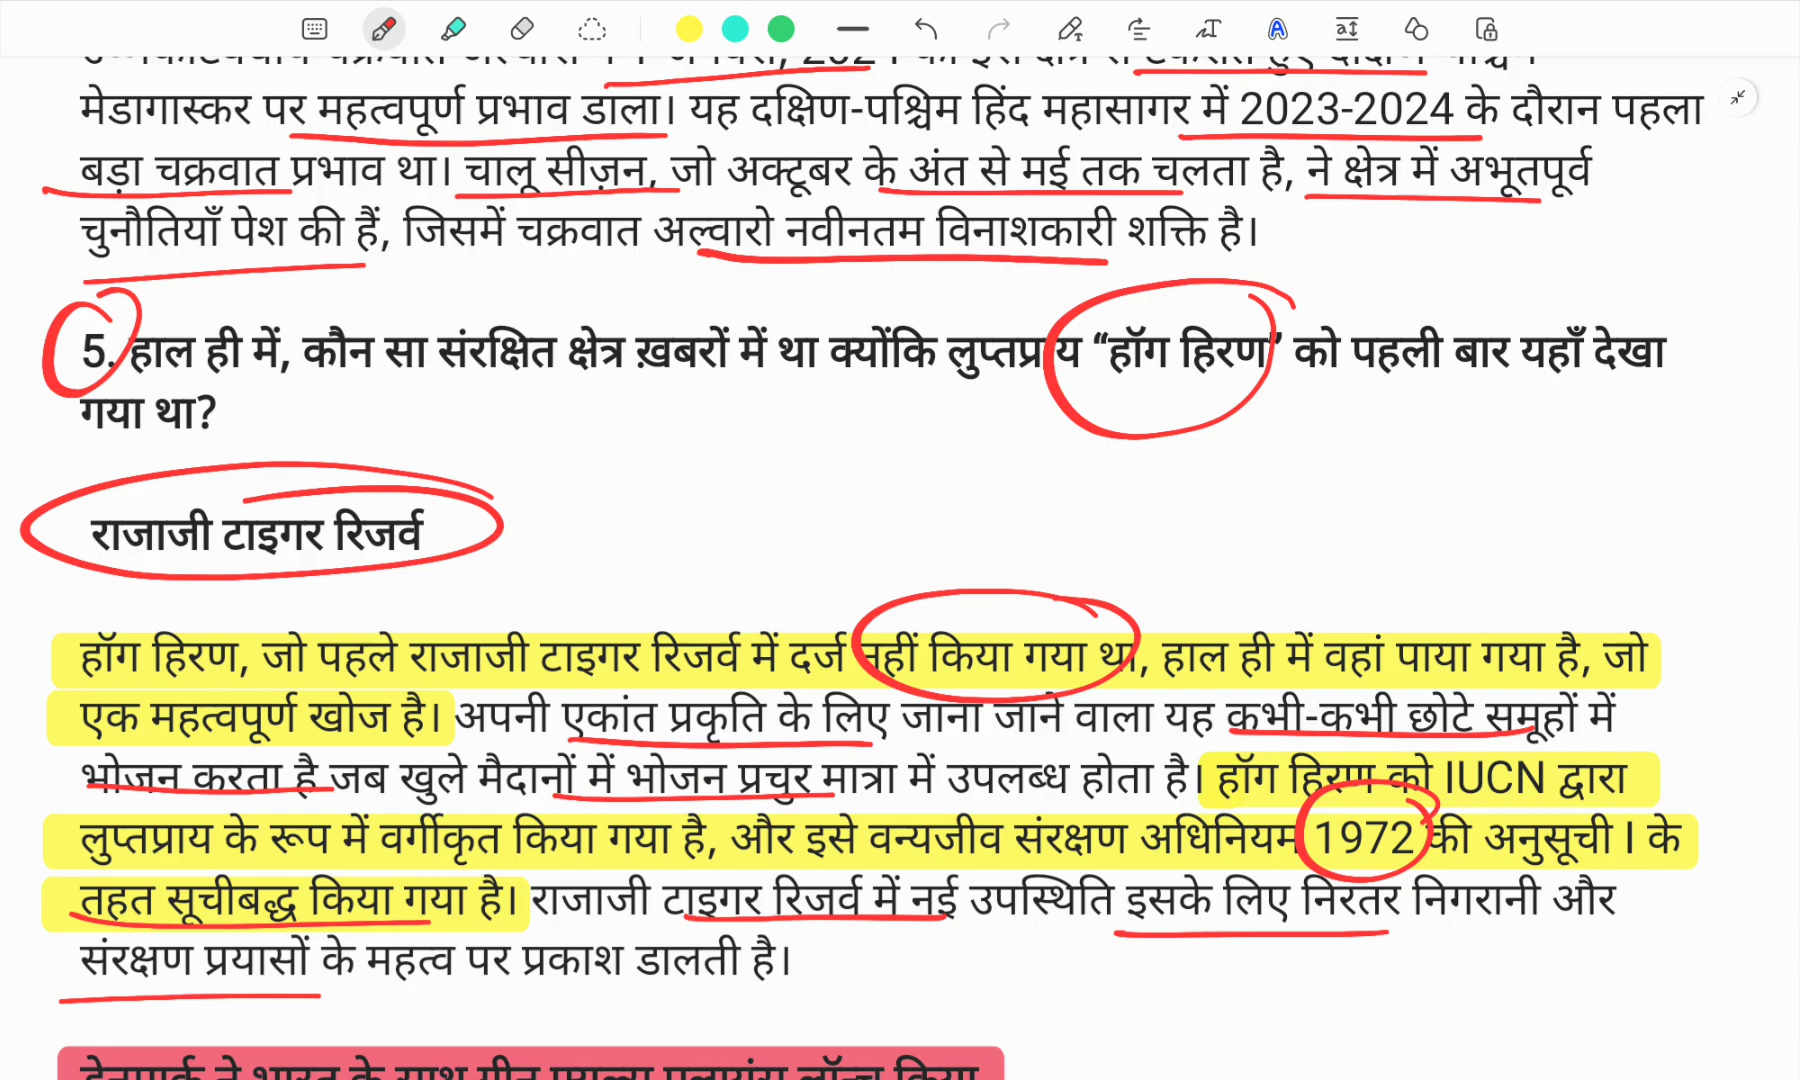 मेडागास्कर पर महत्वपूर्ण प्रभाव डाला। यह दक्षिण-पश्चिम हिंद महासागर में 2023-2024 के दौरान पहला
बड़ा चक्रवात प्रभाव था। चालू सीज़न, जो अक्टूबर के अंत से मई तक चलता है, ने क्षेत्र में अभूतपूर्व
चुनौतियाँ पेश की हैं, जिसमें चक्रवात अल्वारो नवीनतम विनाशकारी शक्ति है।
5. हाल ही में, कौन सा संरक्षित क्षेत्र ख़बरों में था क्योंकि लुप्तप्राय “हॉग हिरण” को पहली बार यहाँ देखा
गया था?
राजाजी टाइगर रिजर्व
हॉग हिरण, जो पहले राजाजी टाइगर रिजर्व में दर्ज नहीं किया गया था, हाल ही में वहां पाया गया है, जो
एक महत्वपूर्ण खोज है। अपनी एकांत प्रकृति के लिए जाना जाने वाला यह कभी-कभी छोटे समूहों में
भोजन करता है जब खुले मैदानों में भोजन प्रचुर मात्रा में उपलब्ध होता है। हॉग हिरण को IUCN द्वारा
लुप्तप्राय के रूप में वर्गीकृत किया गया है, और इसे वन्यजीव संरक्षण अधिनियम 1972 की अनुसूची I के
तहत सूचीबद्ध किया गया है। राजाजी टाइगर रिजर्व में नई उपस्थिति इसके लिए निरंतर निगरानी और
संरक्षण प्रयासों के महत्व पर प्रकाश डालती है।